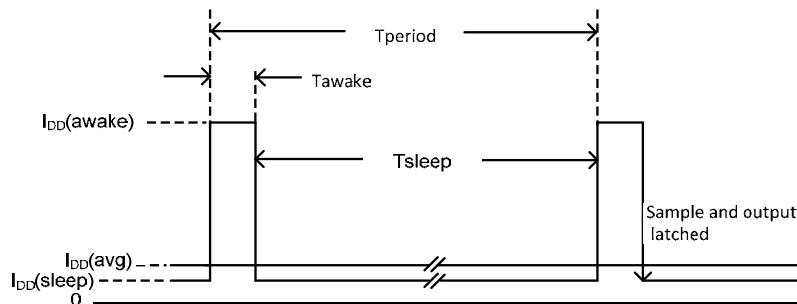 Tperiod
Tawake
IDD(awake)
Tsleep
Sample and output
latched
IDD(avg)
IDD(sleep)
0